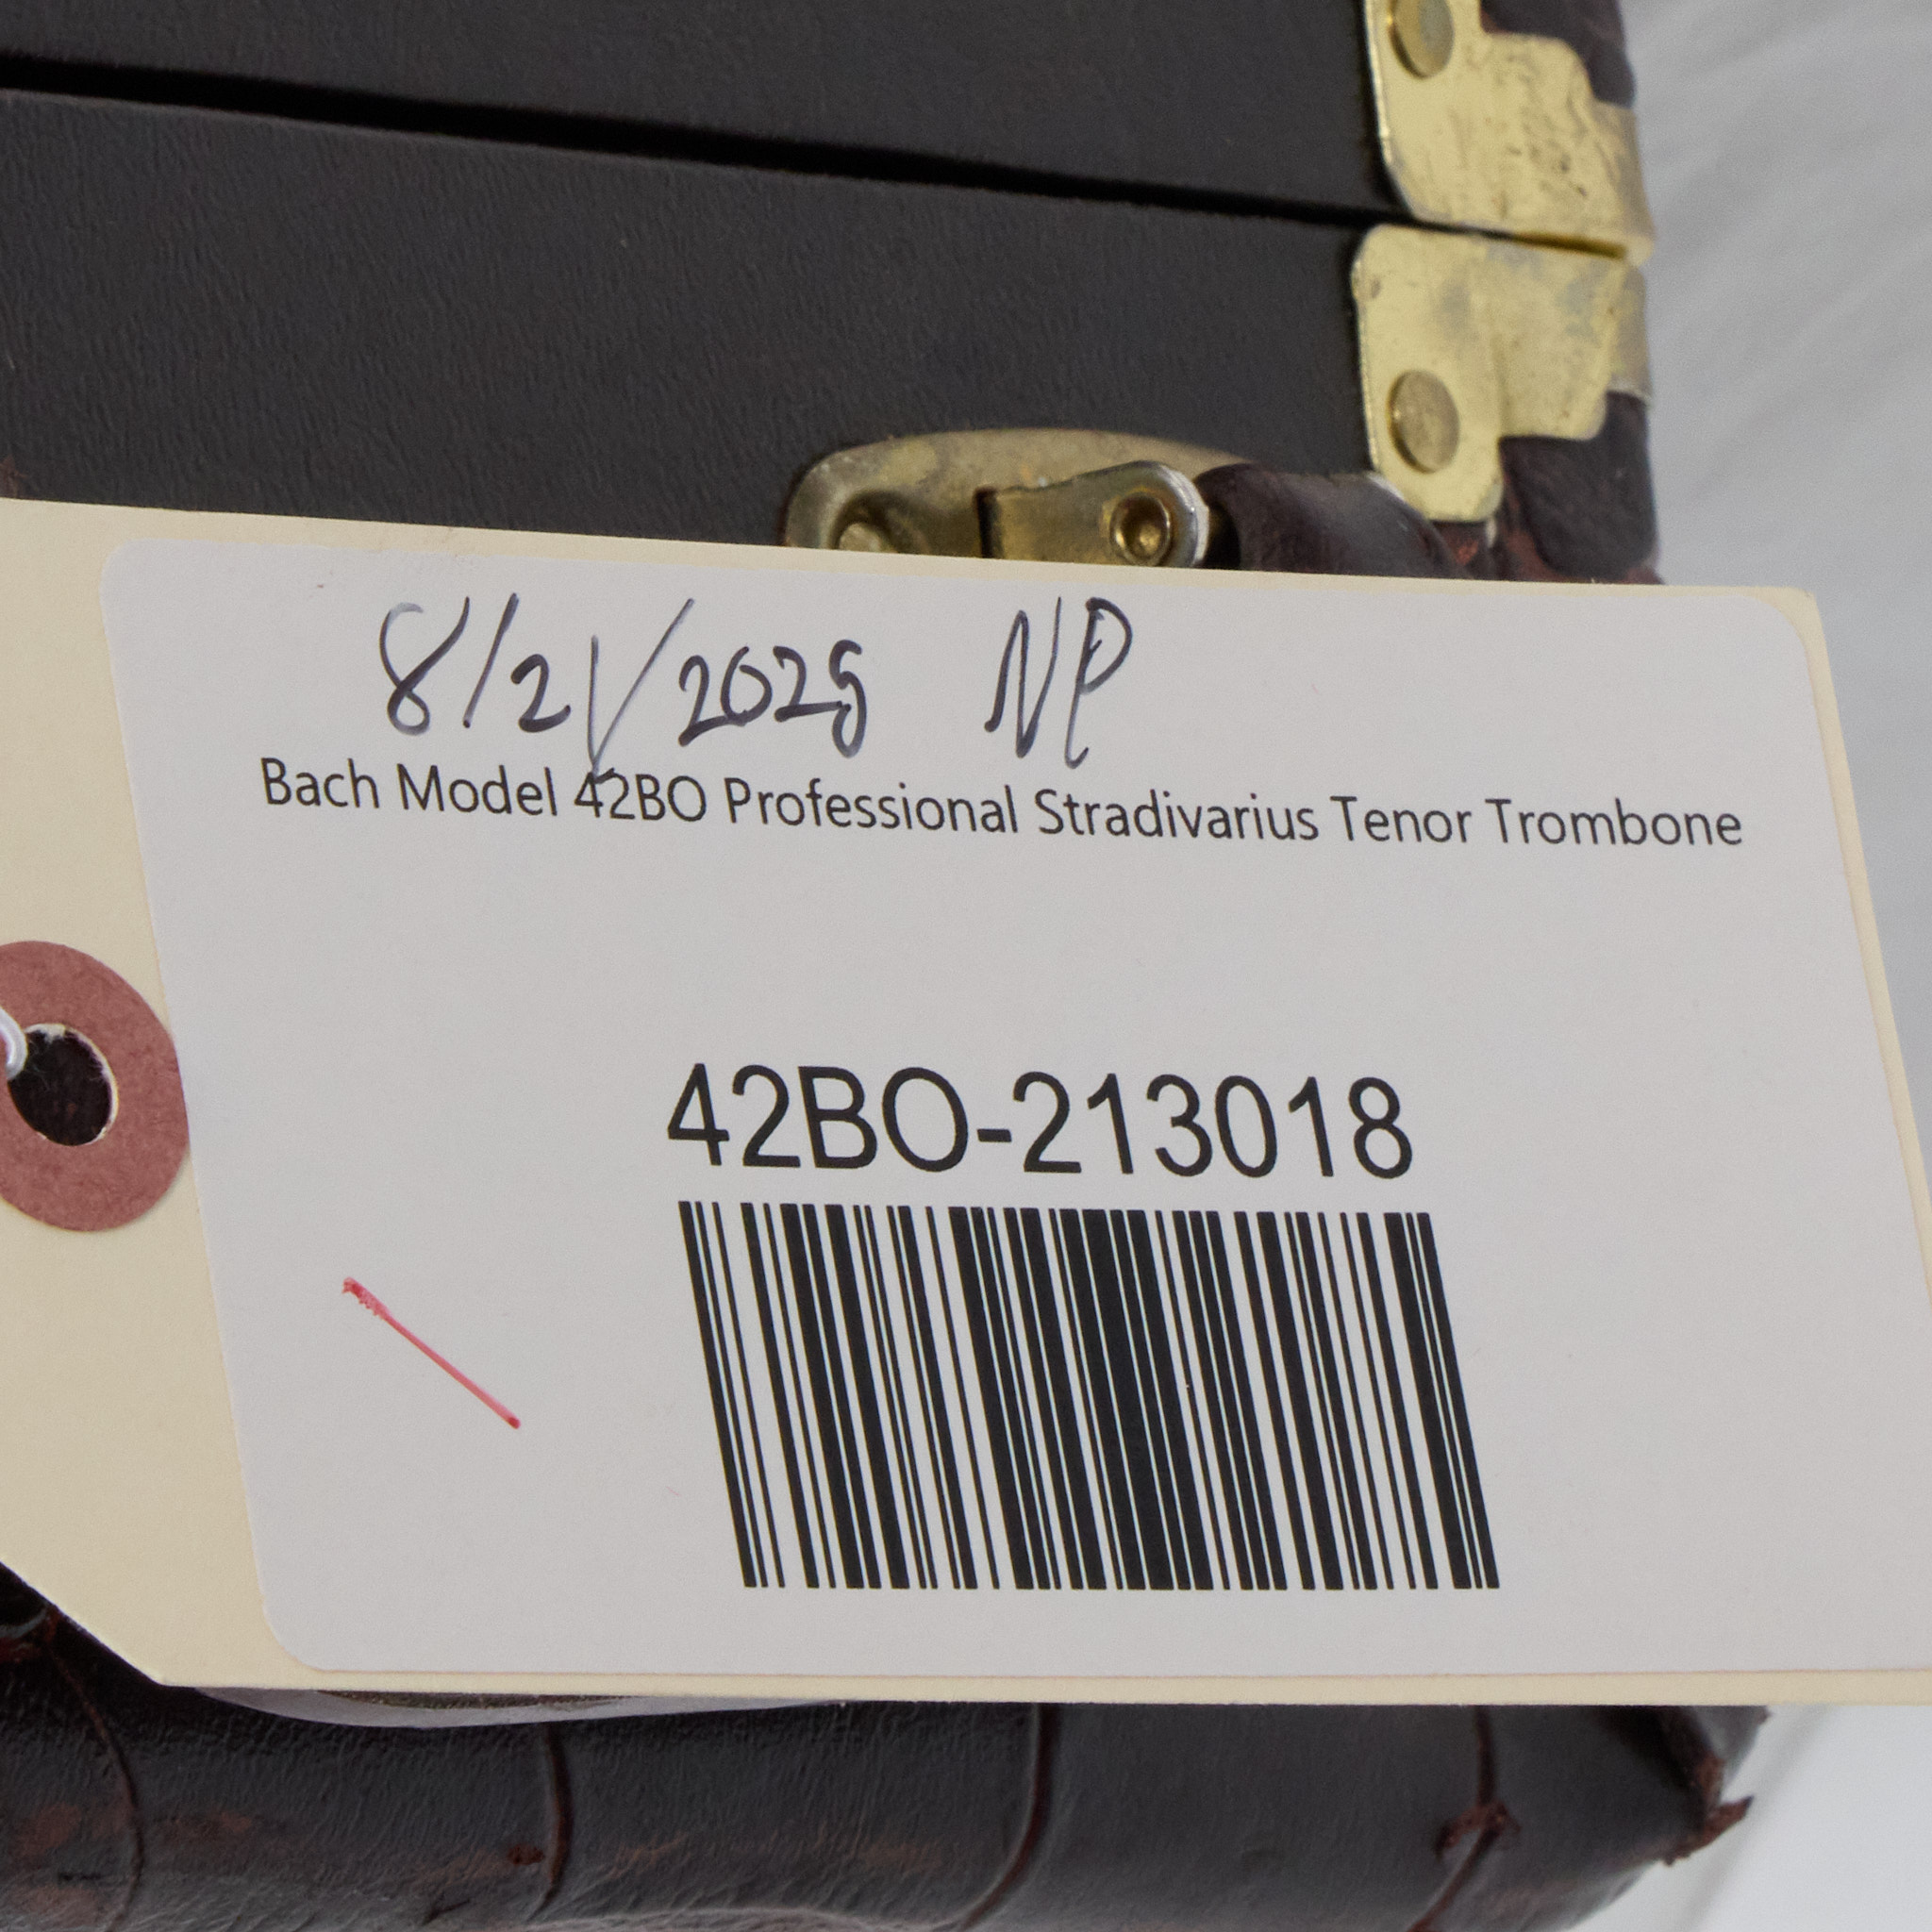 8/21/2025 NP
Bach Model 42BO Professional Stradivarius Tenor Trombone
42BO-213018